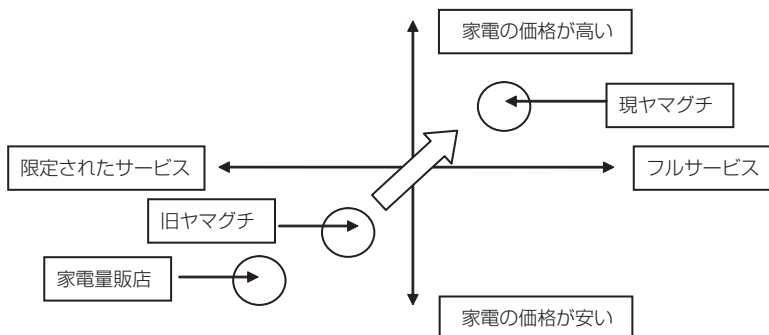 家電の価格が高い
現ヤマグチ
限定されたサービス
フルサービス
旧ヤマグチ
家電量販店
家電の価格が安い